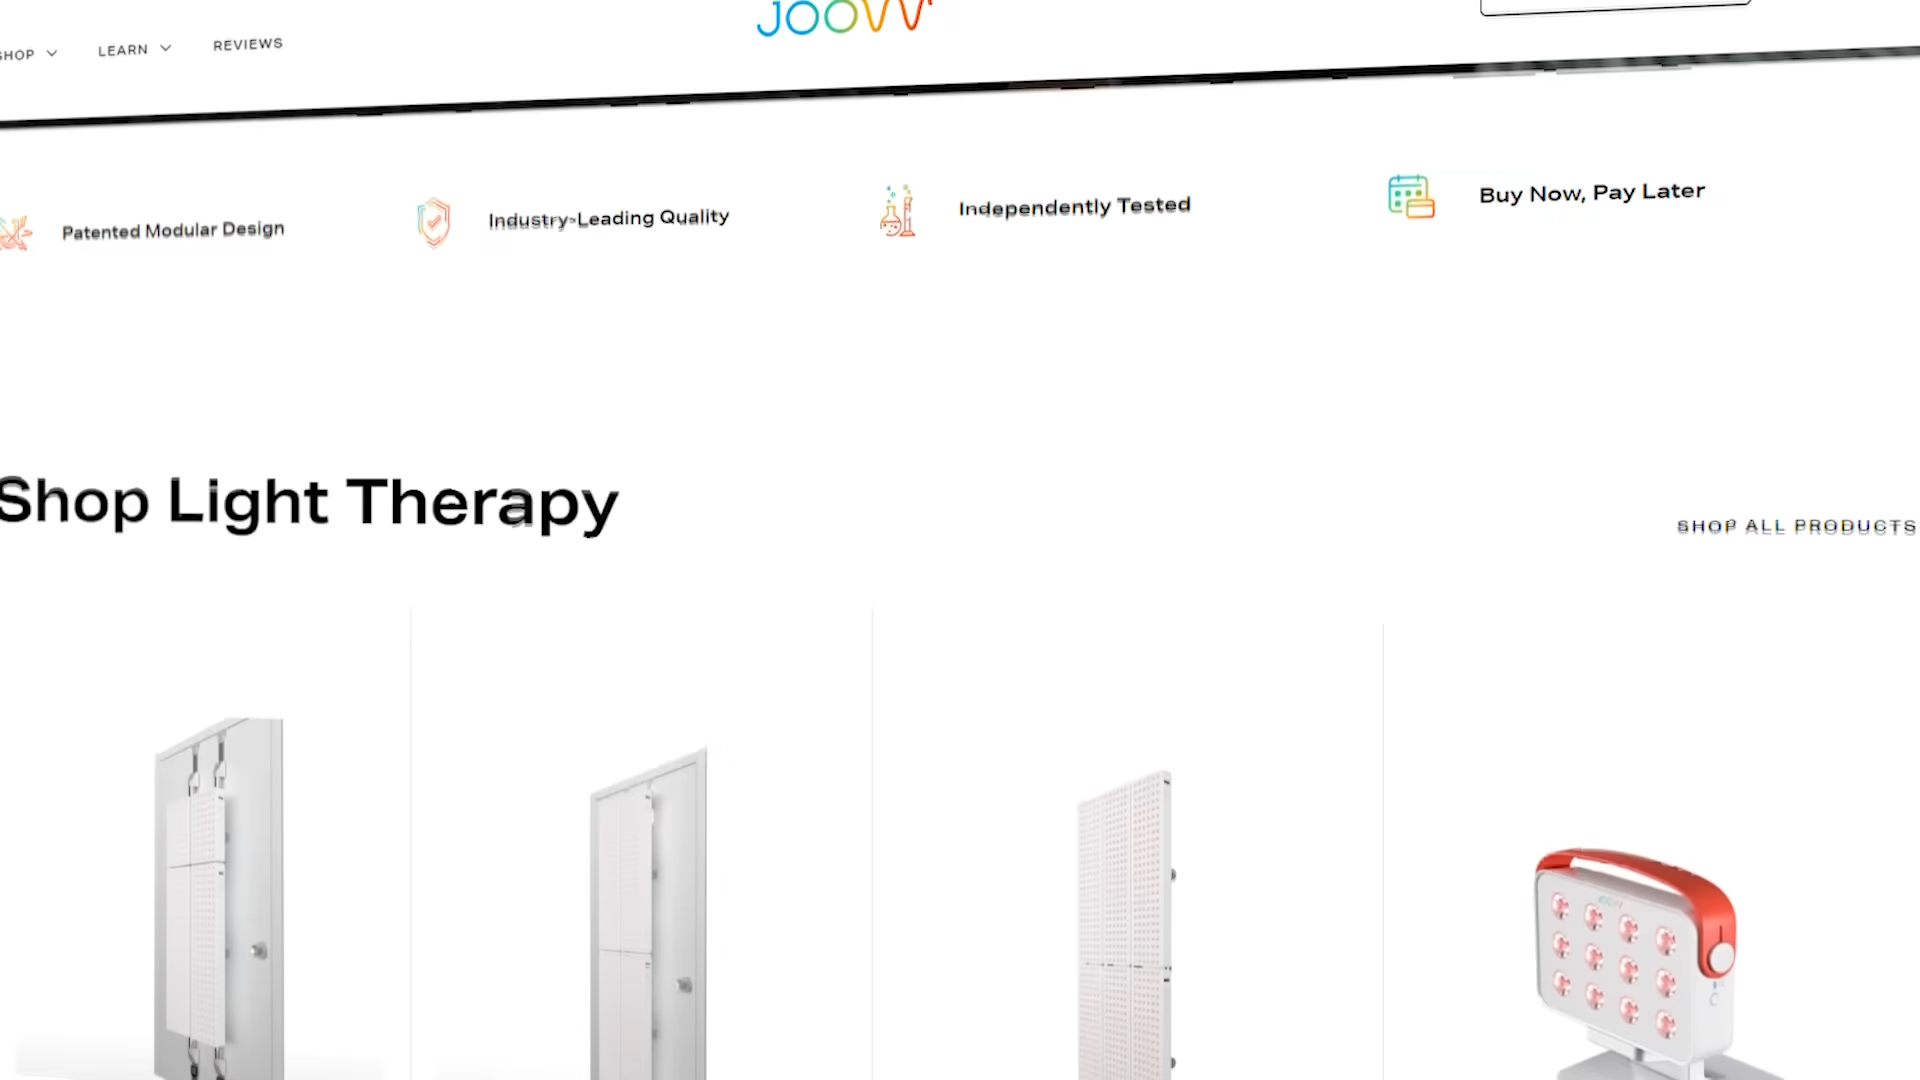 JOOVV
SHOP
LEARN
REVIEWS
Patented Modular Design
Industry-Leading Quality
Independently Tested
Buy Now, Pay Later
Shop Light Therapy
SHOP ALL PRODUCTS